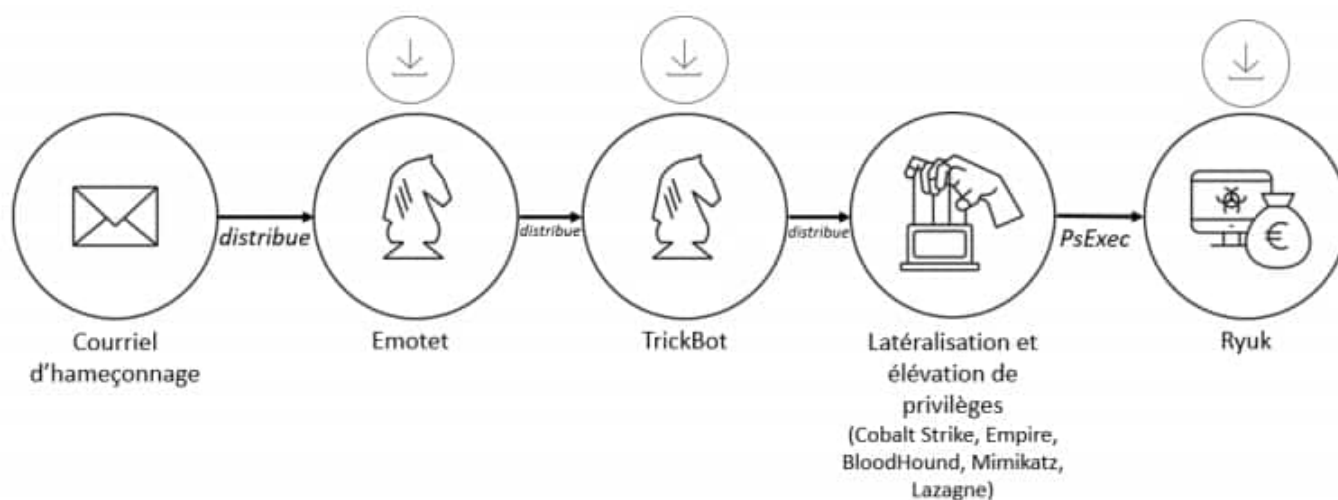 distribue
distribue
distribue
PsExec
Courriel
d'hameçonnage
Emotet
TrickBot
Latéralisation et
élévation de
privilèges
(Cobalt Strike, Empire,
BloodHound, Mimikatz,
Lazagne)
Ryuk
€